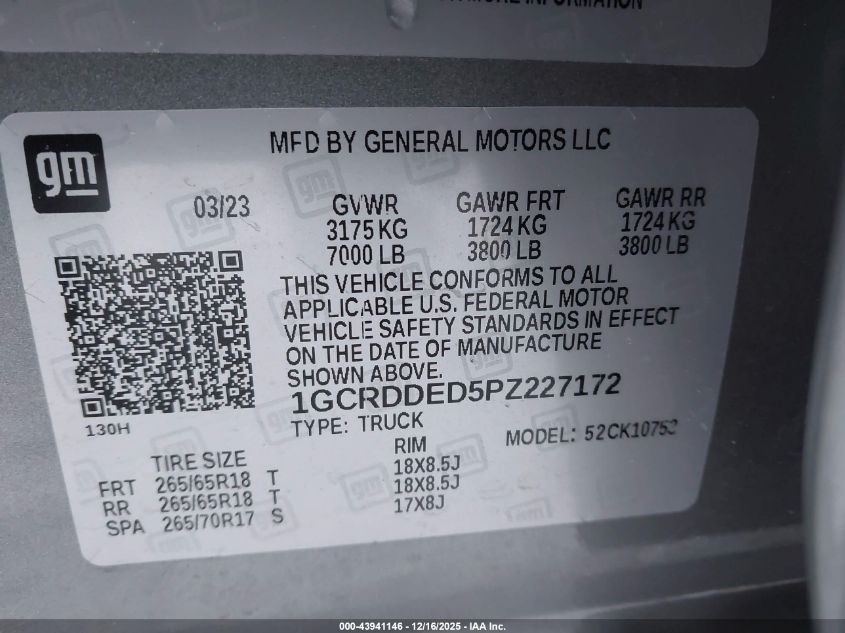 MORE INFORMATION
gm
MFD BY GENERAL MOTORS LLC
03/23
GVWR
3175 KG
7000 LB
GAWR FRT
1724 KG
3800 LB
GAWR RR
1724 KG
3800 LB
THIS VEHICLE CONFORMS TO ALL
APPLICABLE U.S. FEDERAL MOTOR
VEHICLE SAFETY STANDARDS IN EFFECT
ON THE DATE OF MANUFACTURE
SHOWN ABOVE.
1GCRDDED5PZ227172
130H
TYPE: TRUCK
MODEL: 52CK10753
TIRE SIZE
RIM
FRT 265/65R18 T 18X8.5J
RR 265/65R18 T 18X8.5J
SPA 265/70R17 S 17X8J
000-43941146 - 12/16/2025 - IAA Inc.